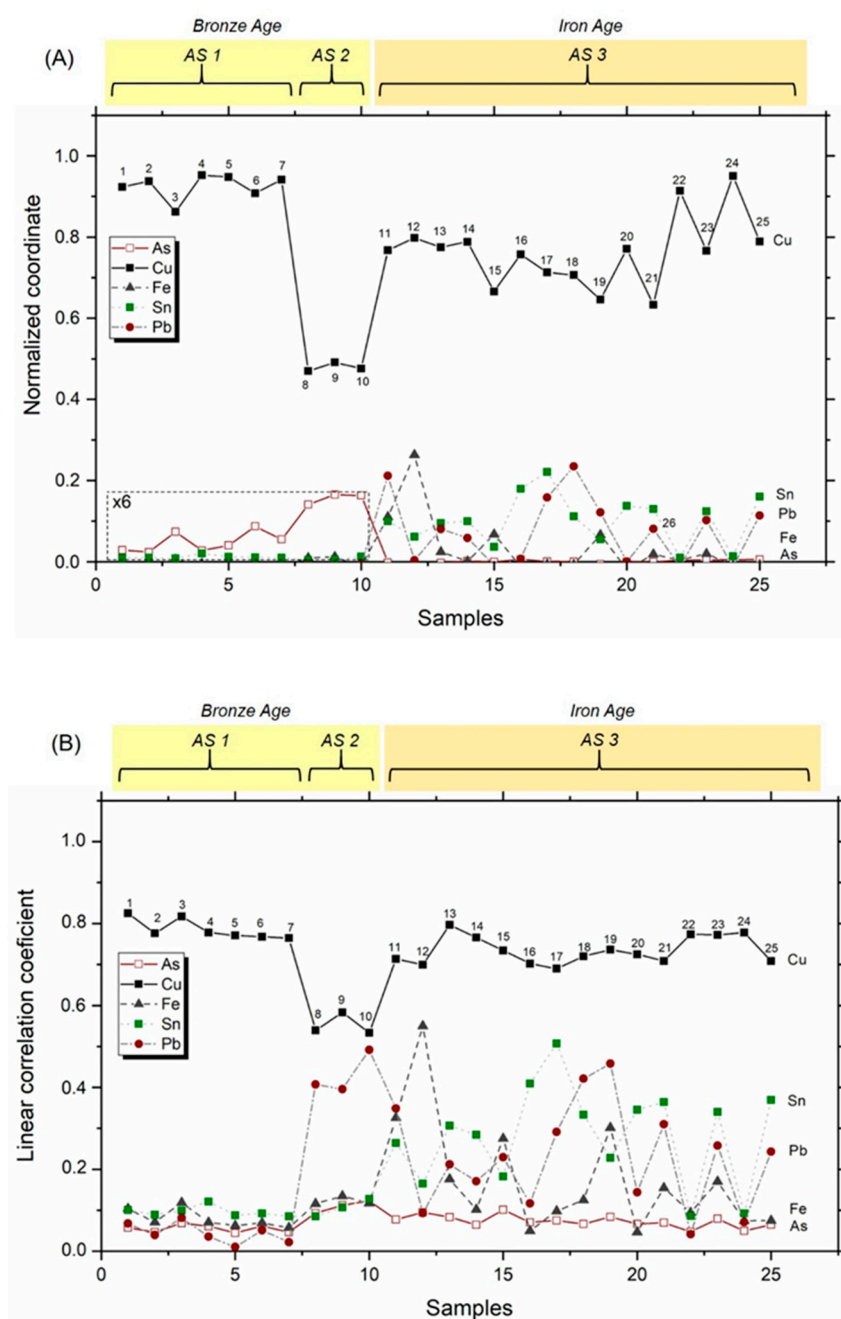 Bronze Age Iron Age
(A) AS 1 AS 2 AS 3
1.0
0.8
0.6
0.4
0.2
0.0
Normalized coordinate
1 2 3 4 5 6 7 8 9 10 11 12 13 14 15 16 17 18 19 20 21 22 23 24 25
Cu
As
Cu
Fe
Sn
Pb
x6
26
Sn
Pb
Fe
As
0 5 10 15 20 25
Samples
Bronze Age Iron Age
(B) AS 1 AS 2 AS 3
1.0
0.8
0.6
0.4
0.2
0.0
Linear correlation coeficient
1 2 3 4 5 6 7 8 9 10 11 12 13 14 15 16 17 18 19 20 21 22 23 24 25
Cu
As
Cu
Fe
Sn
Pb
Sn
Pb
Fe
As
0 5 10 15 20 25
Samples